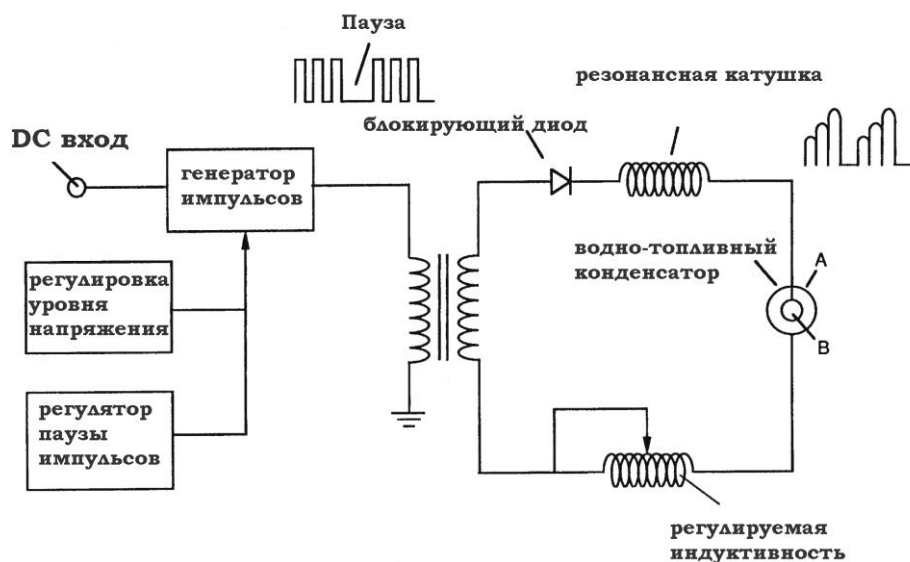 Пауза
резонансная катушка
блокирующий диод
DC вход
генератор
импульсов
водно-топливный
конденсатор
A
B
регулировка
уровня
напряжения
регулятор
паузы
импульсов
регулируемая
индуктивность